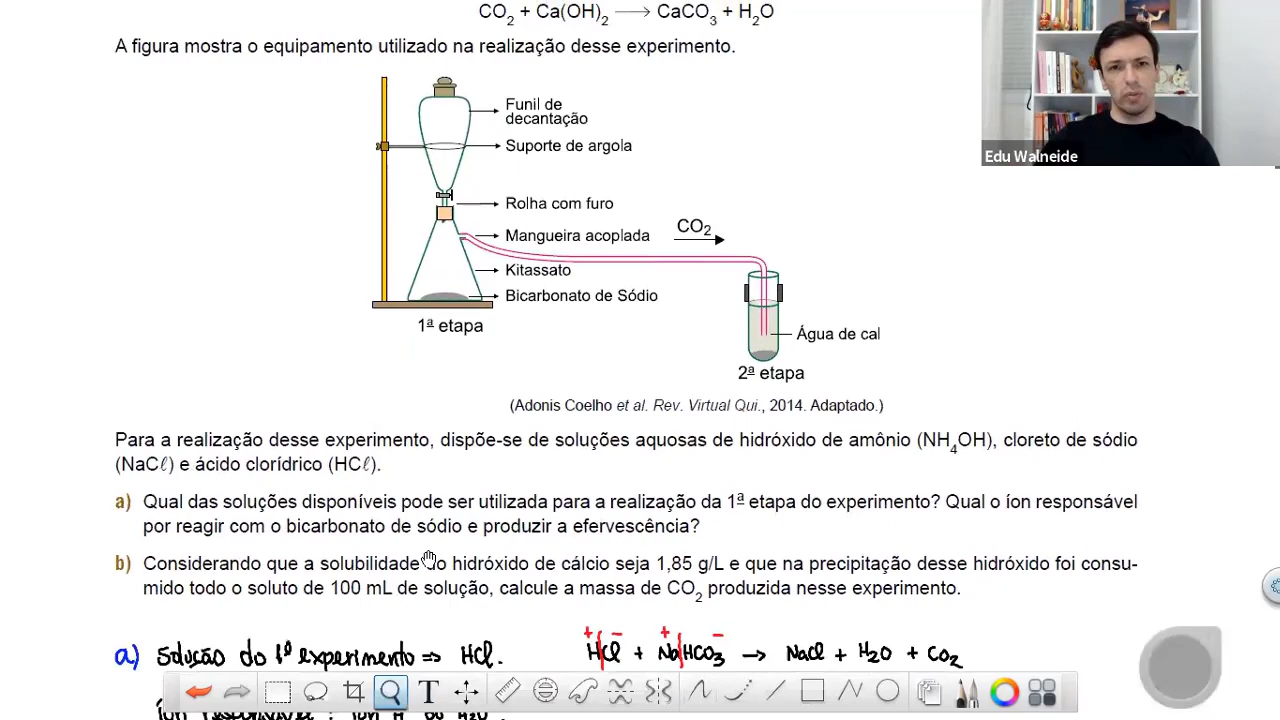 CO2 + Ca(OH)2 → CaCO3 + H2O
A figura mostra o equipamento utilizado na realização desse experimento.
Edu Walneide
Funil de
decantação
Suporte de argola
Rolha com furo
Mangueira acoplada
CO2
Kitassato
Bicarbonato de Sódio
1ª etapa
Água de cal
2ª etapa
(Adonis Coelho et al. Rev. Virtual Qui., 2014. Adaptado.)
Para a realização desse experimento, dispõe-se de soluções aquosas de hidróxido de amônio (NH4OH), cloreto de sódio
(NaCℓ) e ácido clorídrico (HCℓ).
a) Qual das soluções disponíveis pode ser utilizada para a realização da 1ª etapa do experimento? Qual o íon responsável
por reagir com o bicarbonato de sódio e produzir a efervescência?
b) Considerando que a solubilidade do hidróxido de cálcio seja 1,85 g/L e que na precipitação desse hidróxido foi consu-
mido todo o soluto de 100 mL de solução, calcule a massa de CO2 produzida nesse experimento.
+ − + −
a) Solução do 1º experimento ⇒ HCl. HCl + NaHCO3 → NaCl + H2O + CO2
T